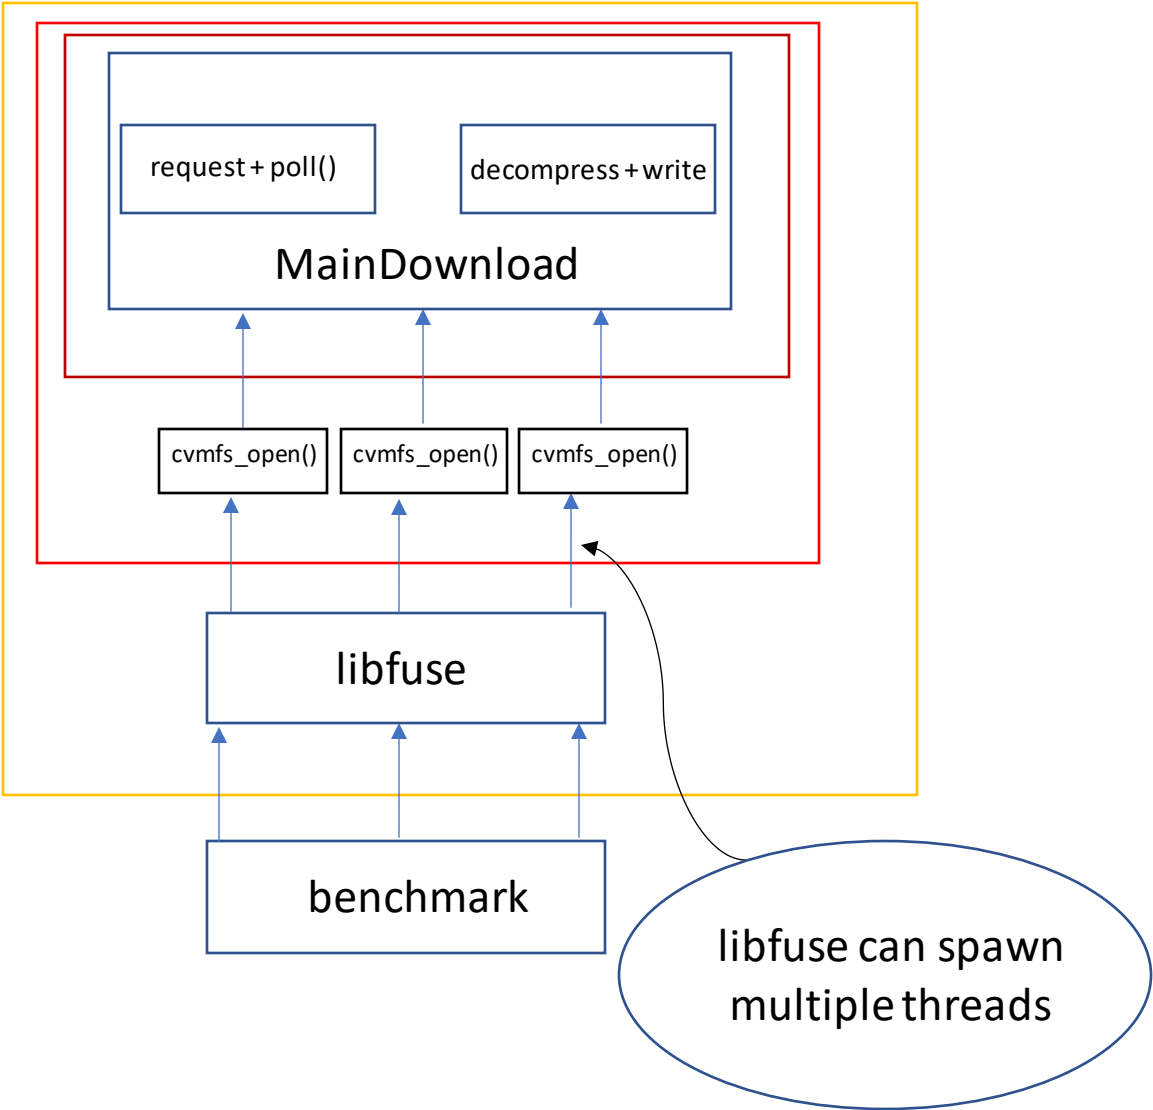 request + poll()
decompress + write
MainDownload
cvmfs_open()
cvmfs_open()
cvmfs_open()
libfuse
benchmark
libfuse can spawn
multiple threads